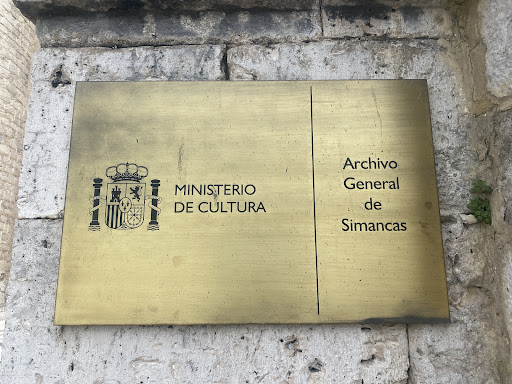 MINISTERIO
DE CULTURA
Archivo
General
de
Simancas